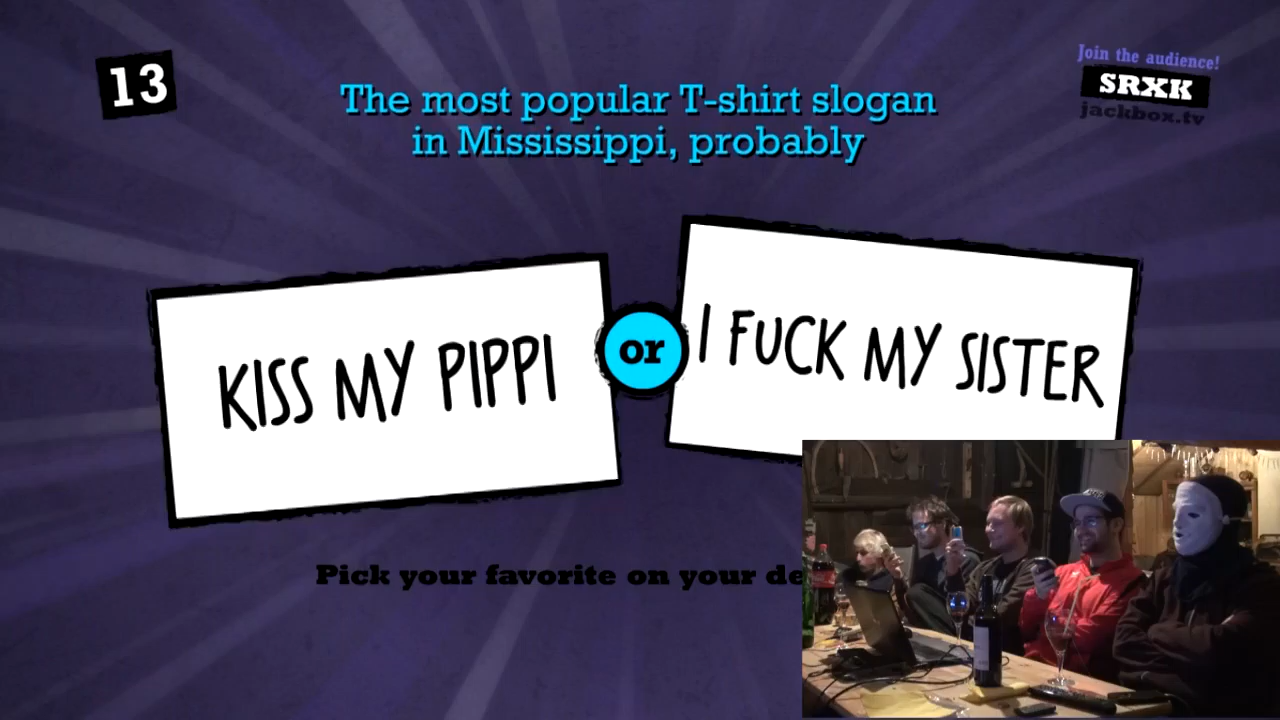 13
Join the audience!
SRXK
jackbox.tv
The most popular T-shirt slogan
in Mississippi, probably
KISS MY PIPPI
or
I FUCK MY SISTER
Pick your favorite on your de